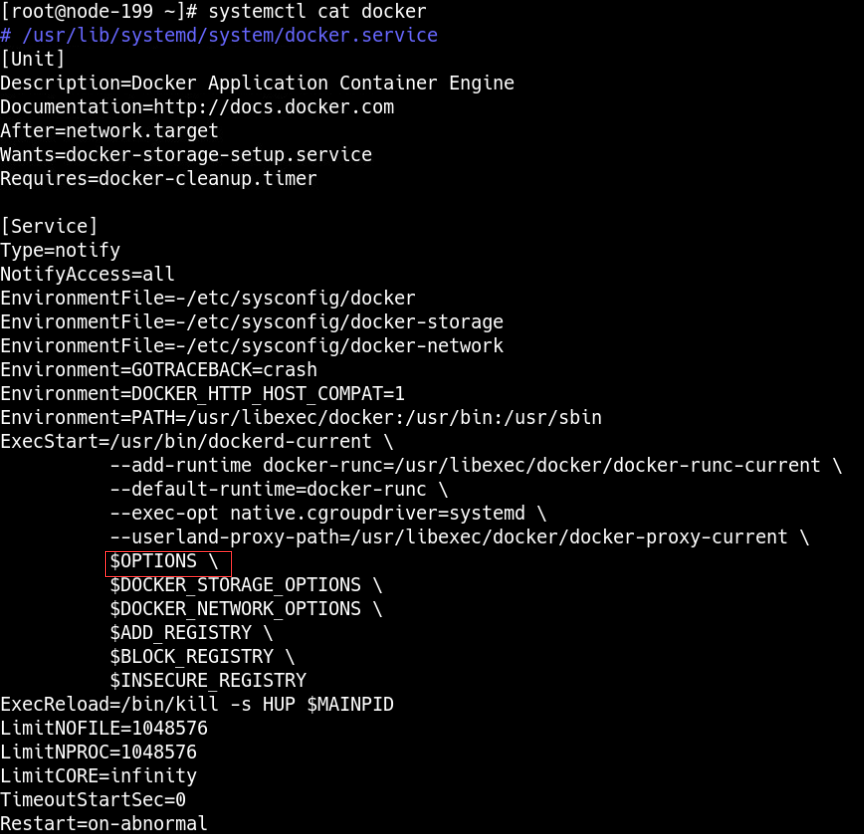 [root@node-199 ~]# systemctl cat docker
# /usr/lib/systemd/system/docker.service
[Unit]
Description=Docker Application Container Engine
Documentation=http://docs.docker.com
After=network.target
Wants=docker-storage-setup.service
Requires=docker-cleanup.timer

[Service]
Type=notify
NotifyAccess=all
EnvironmentFile=-/etc/sysconfig/docker
EnvironmentFile=-/etc/sysconfig/docker-storage
EnvironmentFile=-/etc/sysconfig/docker-network
Environment=GOTRACEBACK=crash
Environment=DOCKER_HTTP_HOST_COMPAT=1
Environment=PATH=/usr/libexec/docker:/usr/bin:/usr/sbin
ExecStart=/usr/bin/dockerd-current \
          --add-runtime docker-runc=/usr/libexec/docker/docker-runc-current \
          --default-runtime=docker-runc \
          --exec-opt native.cgroupdriver=systemd \
          --userland-proxy-path=/usr/libexec/docker/docker-proxy-current \
          $OPTIONS \
          $DOCKER_STORAGE_OPTIONS \
          $DOCKER_NETWORK_OPTIONS \
          $ADD_REGISTRY \
          $BLOCK_REGISTRY \
          $INSECURE_REGISTRY
ExecReload=/bin/kill -s HUP $MAINPID
LimitNOFILE=1048576
LimitNPROC=1048576
LimitCORE=infinity
TimeoutStartSec=0
Restart=on-abnormal